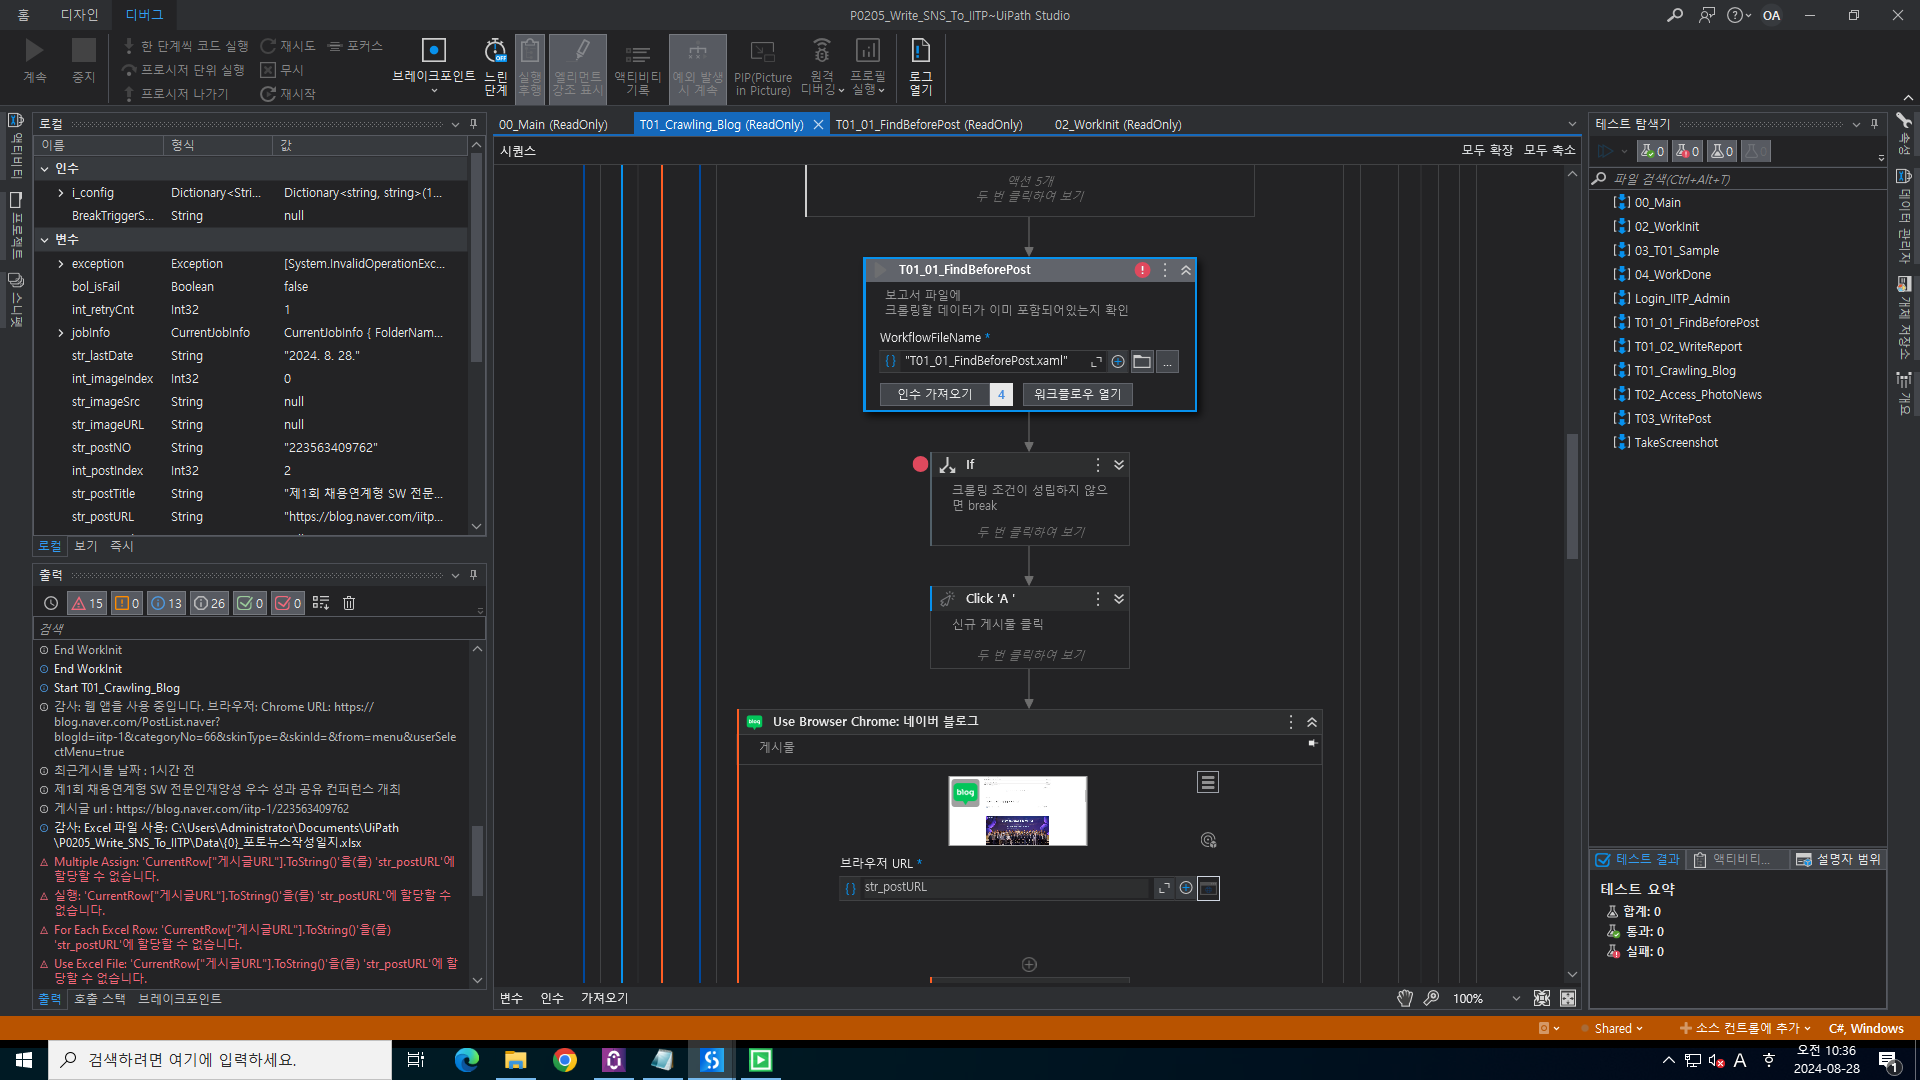 홈 디자인 디버그
P0205_Write_SNS_To_IITP~UiPath Studio
OA
계속 중지
한 단계씩 코드 실행 재시도 포커스
프로시저 단위 실행 무시
프로시저 나가기 재시작
브레이크포인트
느린 단계
실행 후행
엘리먼트 강조 표시
액티비티 기록
예외 발생 시 계속
PIP(Picture in Picture)
원격 디버깅
프로필 실행
로그 열기
액티비티
프로젝트
스니펫
로컬
이름 형식 값
인수
i_config Dictionary<Stri... Dictionary<string, string>(1...
BreakTriggerS... String null
변수
exception Exception [System.InvalidOperationExc...
bol_isFail Boolean false
int_retryCnt Int32 1
jobInfo CurrentJobInfo CurrentJobInfo { FolderNam...
str_lastDate String "2024. 8. 28."
int_imageIndex Int32 0
str_imageSrc String null
str_imageURL String null
str_postNO String "223563409762"
int_postIndex Int32 2
str_postTitle String "제1회 채용연계형 SW 전문...
str_postURL String "https://blog.naver.com/iitp...
로컬 보기 즉시
출력
15 0 13 26 0 0
검색
End WorkInit
End WorkInit
Start T01_Crawling_Blog
감사: 웹 앱을 사용 중입니다. 브라우저: Chrome URL: https://
blog.naver.com/PostList.naver?
blogId=iitp-1&categoryNo=66&skinType=&skinId=&from=menu&userSele
ctMenu=true
최근게시물 날짜 : 1시간 전
제1회 채용연계형 SW 전문인재양성 우수 성과 공유 컨퍼런스 개최
게시글 url : https://blog.naver.com/iitp-1/223563409762
감사: Excel 파일 사용: C:\Users\Administrator\Documents\UiPath
\P0205_Write_SNS_To_IITP\Data\{0}_포토뉴스작성일지.xlsx
Multiple Assign: 'CurrentRow["게시글URL"].ToString()'을(를) 'str_postURL'에
할당할 수 없습니다.
실행: 'CurrentRow["게시글URL"].ToString()'을(를) 'str_postURL'에 할당할 수
없습니다.
For Each Excel Row: 'CurrentRow["게시글URL"].ToString()'을(를)
'str_postURL'에 할당할 수 없습니다.
Use Excel File: 'CurrentRow["게시글URL"].ToString()'을(를) 'str_postURL'에 할
당할 수 없습니다.
출력 호출 스택 브레이크포인트
00_Main (ReadOnly) T01_Crawling_Blog (ReadOnly) T01_01_FindBeforePost (ReadOnly) 02_WorkInit (ReadOnly)
시퀀스 모두 확장 모두 축소
액션 5개
두 번 클릭하여 보기
T01_01_FindBeforePost
보고서 파일에
크롤링할 데이터가 이미 포함되어있는지 확인
WorkflowFileName *
"T01_01_FindBeforePost.xaml" ...
인수 가져오기 4 워크플로우 열기
If
크롤링 조건이 성립하지 않으
면 break
두 번 클릭하여 보기
Click 'A '
신규 게시물 클릭
두 번 클릭하여 보기
Use Browser Chrome: 네이버 블로그
게시물
blog
브라우저 URL *
str_postURL
변수 인수 가져오기 100%
테스트 탐색기
0 0 0 0
파일 검색(Ctrl+Alt+T)
00_Main
02_WorkInit
03_T01_Sample
04_WorkDone
Login_IITP_Admin
T01_01_FindBeforePost
T01_02_WriteReport
T01_Crawling_Blog
T02_Access_PhotoNews
T03_WritePost
TakeScreenshot
테스트 결과 액티비티... 설명자 범위
테스트 요약
합계: 0
통과: 0
실패: 0
속성
데이터 관리자
개체 저장소
개요
Shared 소스 컨트롤에 추가 C#, Windows
검색하려면 여기에 입력하세요.
A 한
오전 10:36
2024-08-28
1